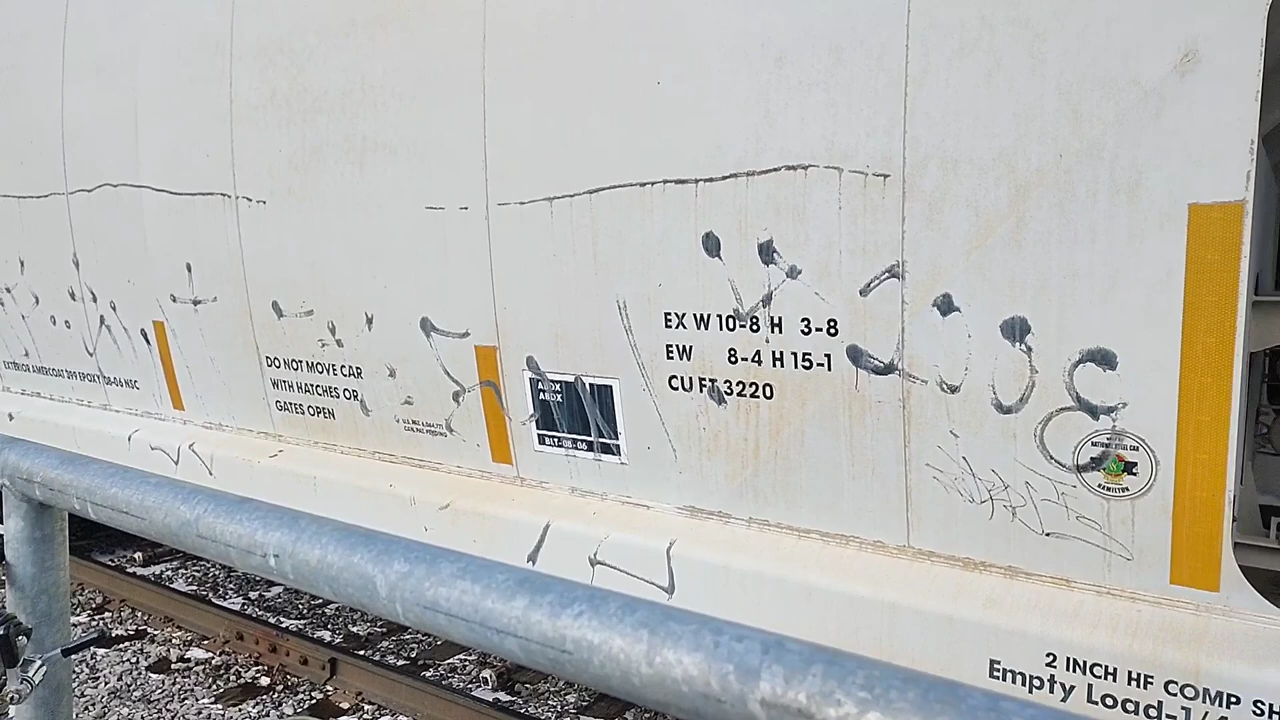 EXTERIOR AMERCOAT 399 EPOXY 08-06 NSC
DO NOT MOVE CAR
WITH HATCHES OR
GATES OPEN
ABDX
ABDX
BLT-08-06
EX W 10-8 H 3-8
EW 8-4 H 15-1
CU FT 3220
NATIONAL STEEL CAR
HAMILTON
2 INCH HF COMP SH
Empty Load-1/